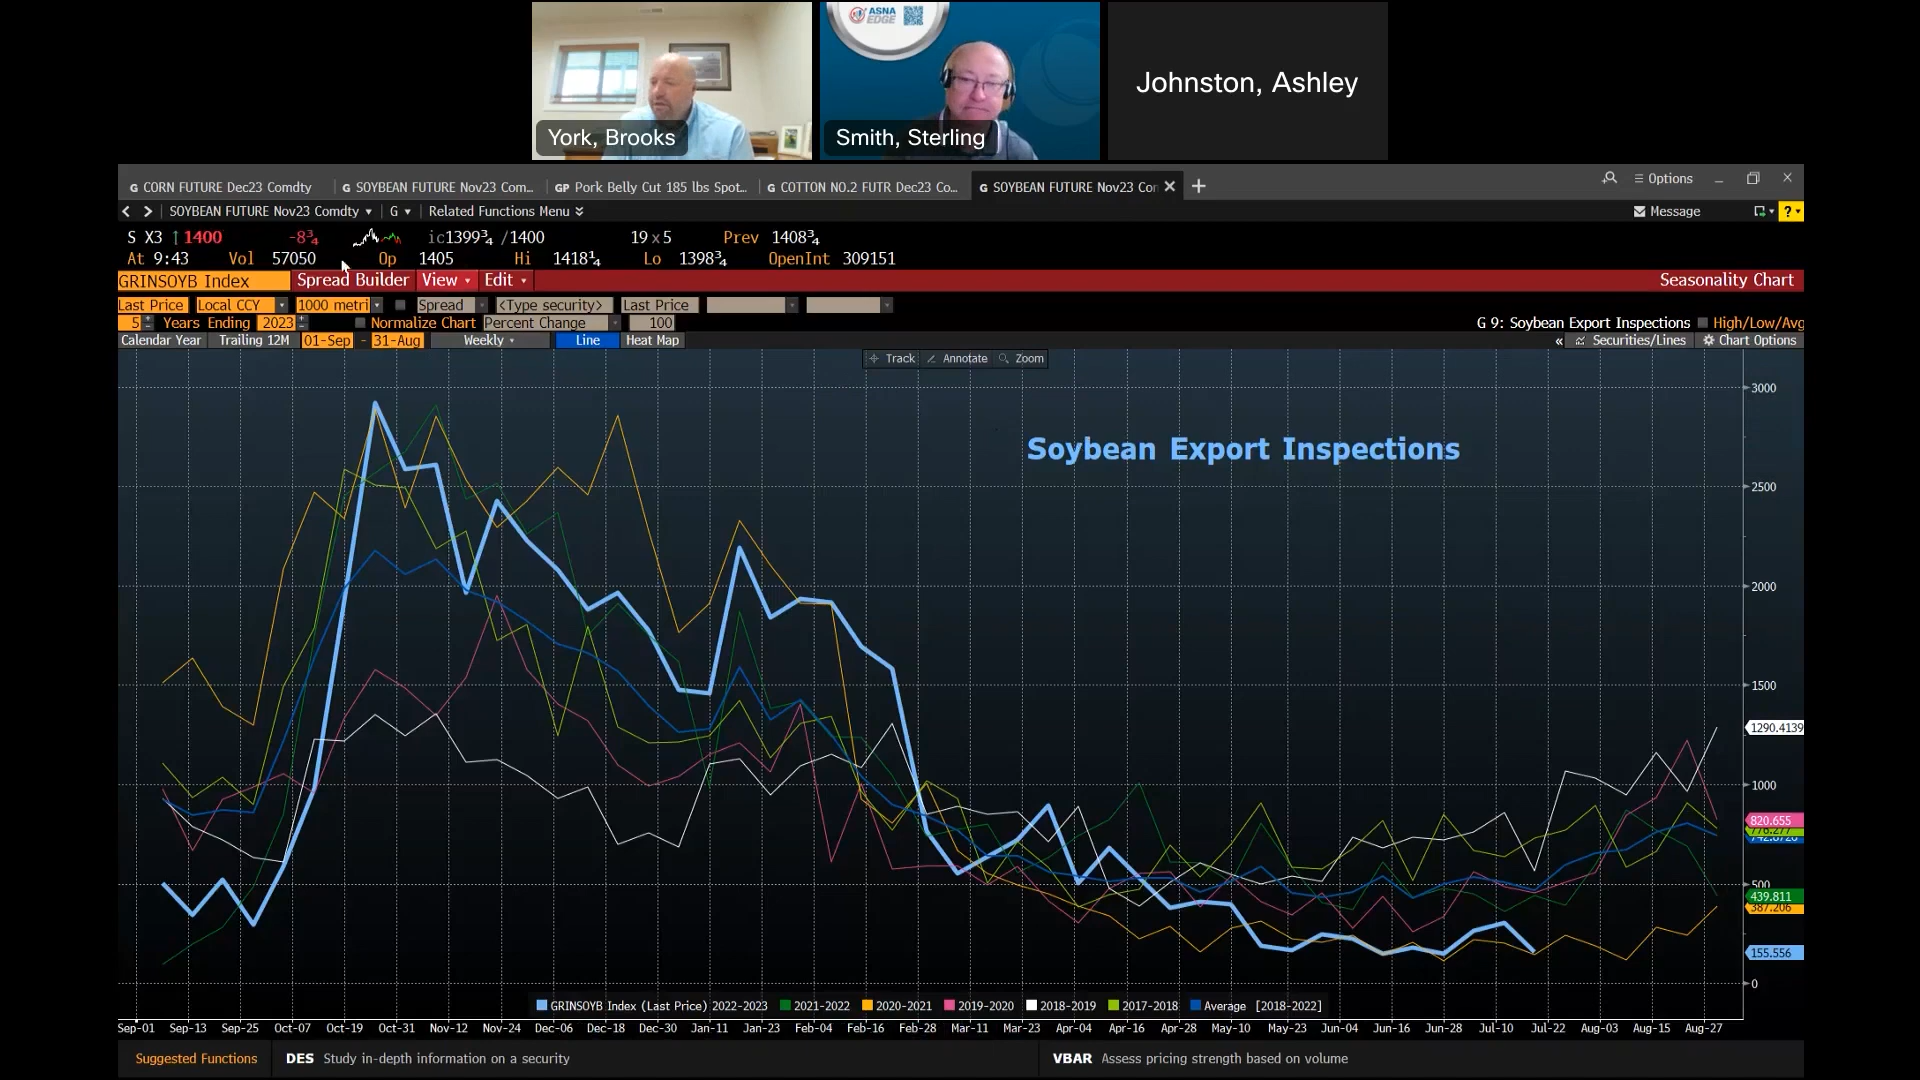 ASNA
EDGE
York, Brooks
Smith, Sterling
Johnston, Ashley
G CORN FUTURE Dec23 Comdty
G SOYBEAN FUTURE Nov23 Com...
GP Pork Belly Cut 185 lbs Spot...
G COTTON NO.2 FUTR Dec23 Co...
G SOYBEAN FUTURE Nov23 Cor
Options
SOYBEAN FUTURE Nov23 Comdty G Related Functions Menu
Message
?
S X3 ↑1400 -8¾ ic1399¾ /1400 19x5 Prev 1408¾
At 9:43 Vol 57050 Op 1405 Hi 1418¼ Lo 1398¾ OpenInt 309151
GRINSOYB Index Spread Builder View Edit Seasonality Chart
Last Price Local CCY 1000 metri Spread <Type security> Last Price
5 Years Ending 2023 Normalize Chart Percent Change 100 G 9: Soybean Export Inspections High/Low/Avg
Calendar Year Trailing 12M 01-Sep - 31-Aug Weekly Line Heat Map « Securities/Lines Chart Options
Track Annotate Zoom
Soybean Export Inspections
3000
2500
2000
1500
1290.4139
1000
820.655
500
439.811
387.206
155.556
0
GRINSOYB Index (Last Price) 2022-2023 2021-2022 2020-2021 2019-2020 2018-2019 2017-2018 Average [2018-2022]
Sep-01 Sep-13 Sep-25 Oct-07 Oct-19 Oct-31 Nov-12 Nov-24 Dec-06 Dec-18 Dec-30 Jan-11 Jan-23 Feb-04 Feb-16 Feb-28 Mar-11 Mar-23 Apr-04 Apr-16 Apr-28 May-10 May-23 Jun-04 Jun-16 Jun-28 Jul-10 Jul-22 Aug-03 Aug-15 Aug-27
Suggested Functions DES Study in-depth information on a security VBAR Assess pricing strength based on volume